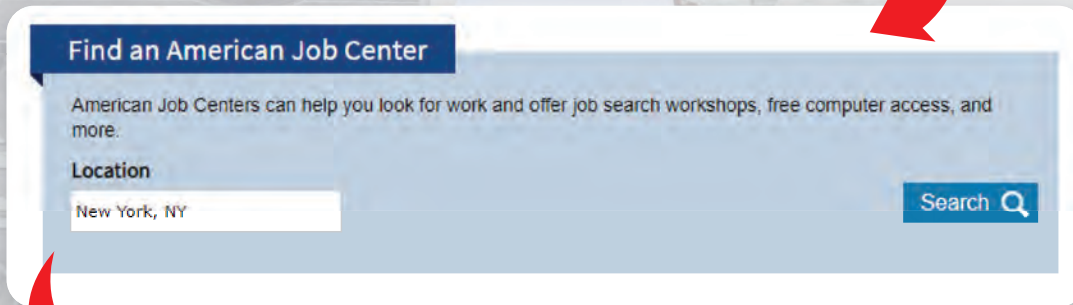 Find an American Job Center
American Job Centers can help you look for work and offer job search workshops, free computer access, and
more.
Location
New York, NY
Search